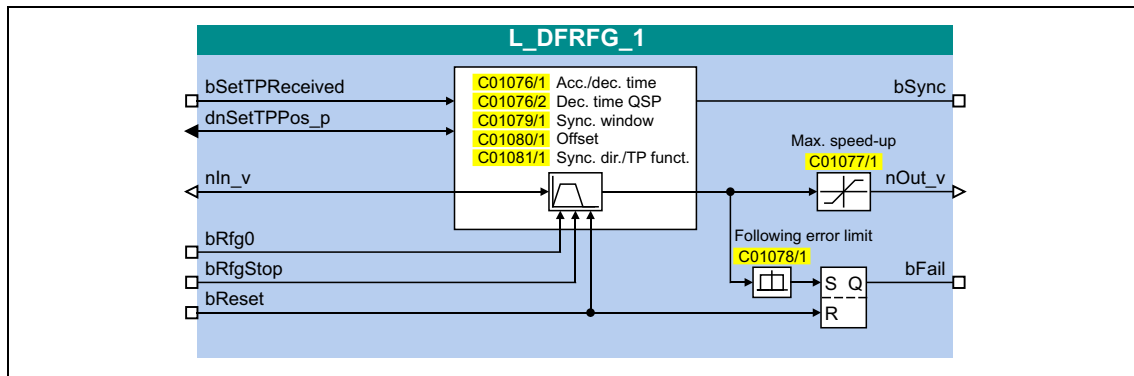 L_DFRFG_1
bSetTPReceived
dnSetTPPos_p
nIn_v
bRfg0
bRfgStop
bReset
C01076/1 Acc./dec. time
C01076/2 Dec. time QSP
C01079/1 Sync. window
C01080/1 Offset
C01081/1 Sync. dir./TP funct.
bSync
Max. speed-up
C01077/1
nOut_v
Following error limit
C01078/1
S Q
R
bFail